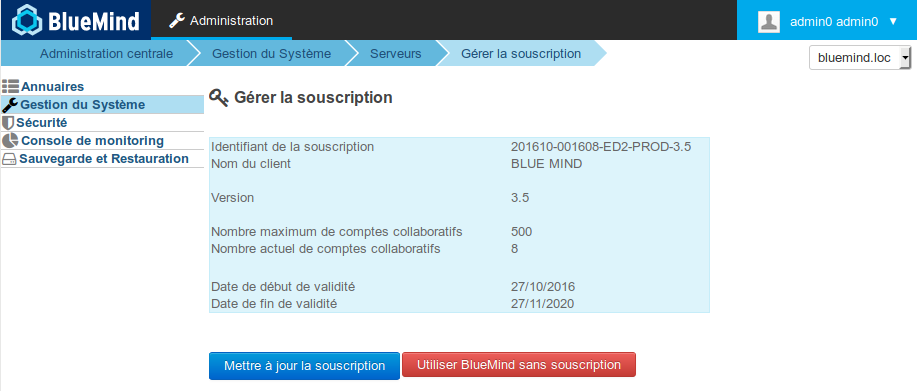 BlueMind
Administration
admin0 admin0
Administration centrale
Gestion du Système
Serveurs
Gérer la souscription
bluemind.loc
Annuaires
Gestion du Système
Sécurité
Console de monitoring
Sauvegarde et Restauration
Gérer la souscription
Identifiant de la souscription 201610-001608-ED2-PROD-3.5
Nom du client BLUE MIND
Version 3.5
Nombre maximum de comptes collaboratifs 500
Nombre actuel de comptes collaboratifs 8
Date de début de validité 27/10/2016
Date de fin de validité 27/11/2020
Mettre à jour la souscription
Utiliser BlueMind sans souscription